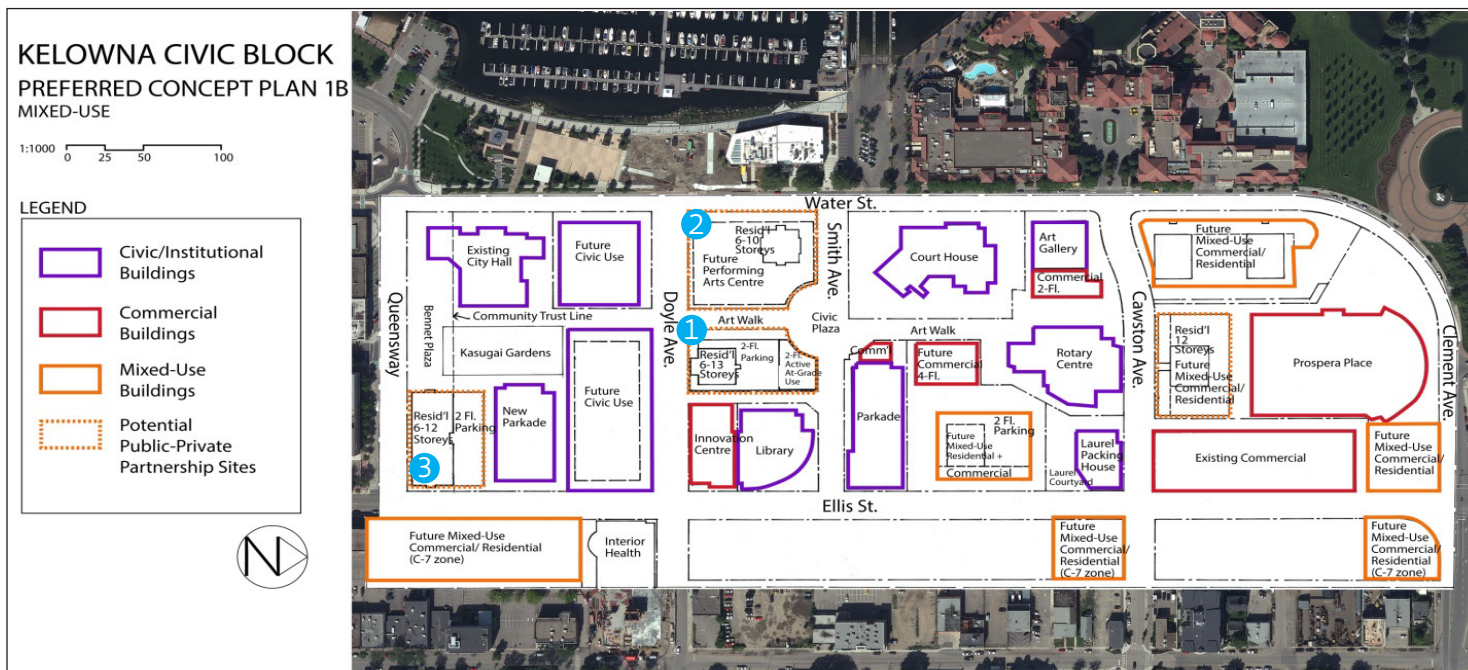 KELOWNA CIVIC BLOCK
PREFERRED CONCEPT PLAN 1B
MIXED-USE
1:1000 0 25 50 100
LEGEND
Civic/Institutional
Buildings
Commercial
Buildings
Mixed-Use
Buildings
Potential
Public-Private
Partnership Sites
N
Water St.
Existing
City Hall
Future
Civic Use
2
Resid'l
6-10
Storeys
Future
Performing
Arts Centre
Smith Ave.
Court House
Art
Gallery
Commercial
2-Fl.
Future
Mixed-Use
Commercial/
Residential
Queensway
Bennet Plaza
Community Trust Line
Kasugai Gardens
Doyle Ave.
Art Walk
1
Civic
Plaza
Art Walk
Cawston Ave.
Clement Ave.
Resid'l
6-13
Storeys
2-Fl.
Parking
2-Fl.
Active
At-Grade
Use
Comm'l
Future
Commercial
4-Fl.
Rotary
Centre
Resid'l
12
Storeys
Future
Mixed-Use
Commercial/
Residential
Prospera Place
Resid'l
6-12
Storeys
2 Fl.
Parking
3
New
Parkade
Future
Civic Use
Innovation
Centre
Library
Parkade
2 Fl.
Parking
Future
Mixed-Use
Residential +
Commercial
Laurel
Packing
House
Laurel
Courtyard
Existing Commercial
Future
Mixed-Use
Commercial/
Residential
Ellis St.
Future Mixed-Use
Commercial/ Residential
(C-7 zone)
Interior
Health
Future
Mixed-Use
Commercial/
Residential
(C-7 zone)
Future
Mixed-Use
Commercial/
Residential
(C-7 zone)